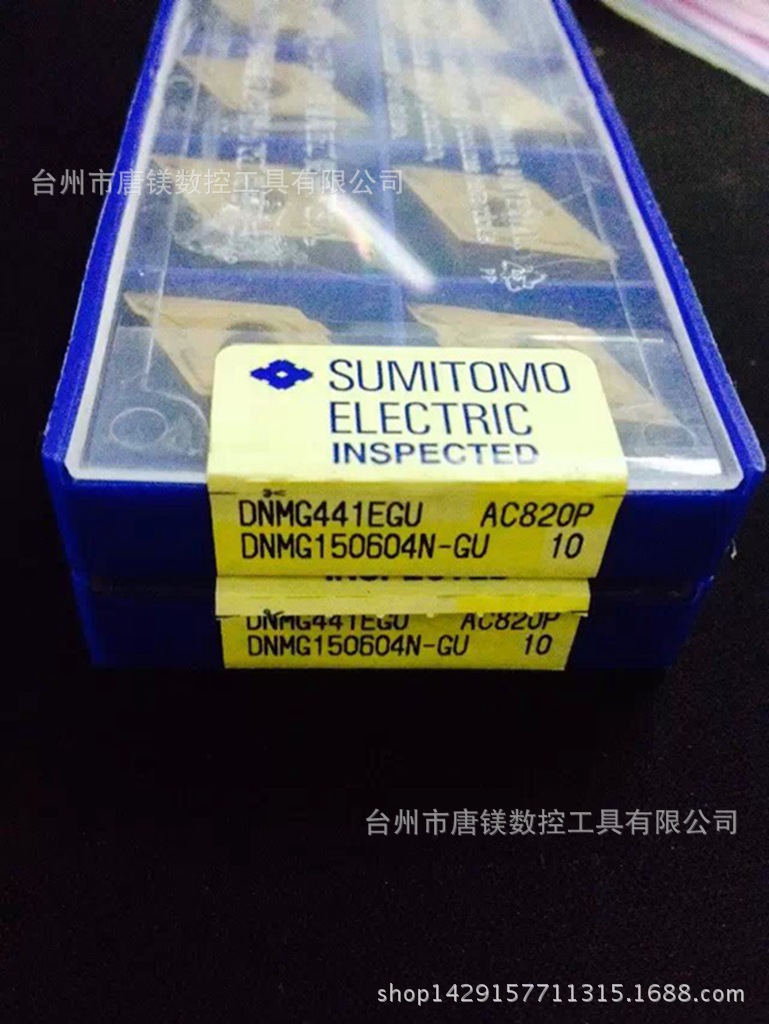 台州市唐镁数控工具有限公司
SUMITOMO
ELECTRIC
INSPECTED
DNMG441EGU AC820P
DNMG150604N-GU 10
INSPECTED
DNMG441EGU AC820P
DNMG150604N-GU 10
台州市唐镁数控工具有限公司
shop1429157711315.1688.com